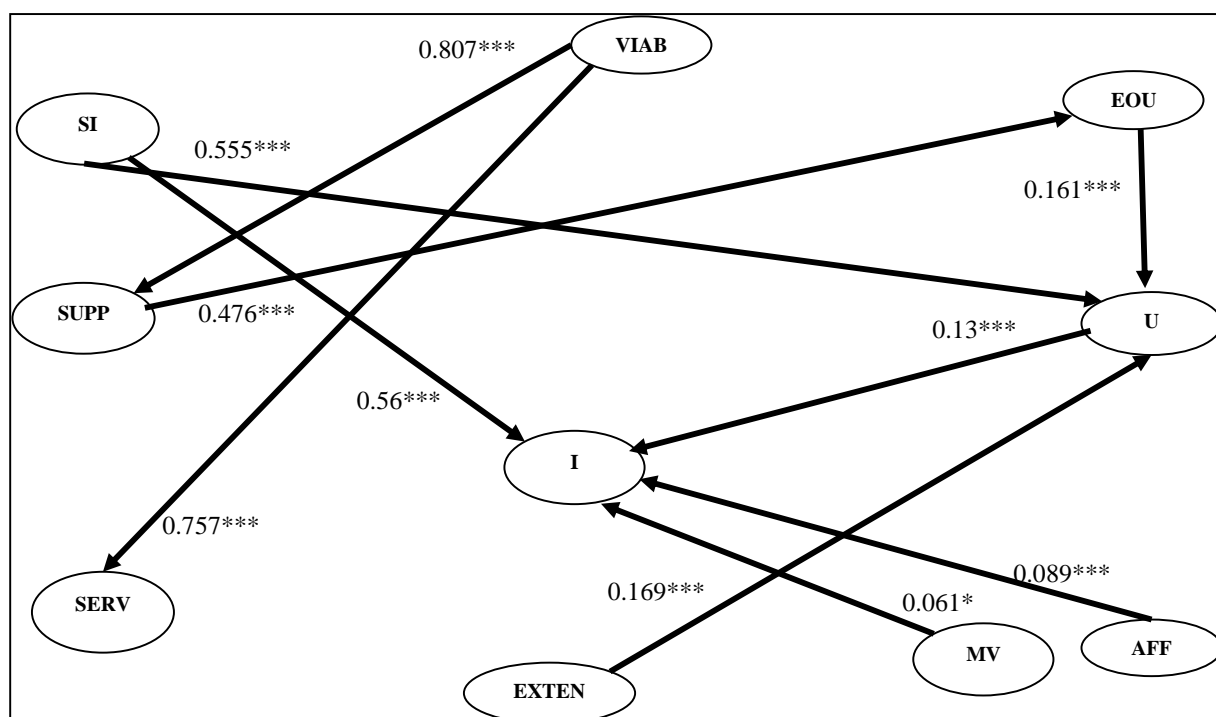 VIAB
0.807***
EOU
SI
0.555***
0.161***
SUPP
0.476***
U
0.13***
0.56***
I
0.757***
SERV
0.169***
0.089***
0.061*
MV
AFF
EXTEN